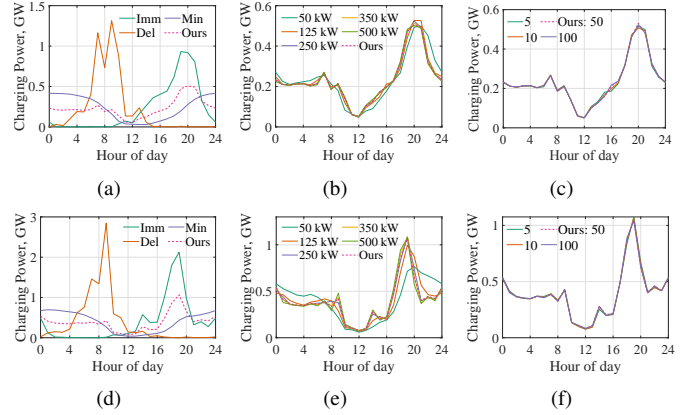 Charging Power, GW
1.5
1
0.5
0
Imm Min
Del Ours
0 4 8 12 16 20 24
Hour of day
(a)
Charging Power, GW
0.6
0.4
0.2
0
50 kW 350 kW
125 kW 500 kW
250 kW Ours
0 4 8 12 16 20 24
Hour of day
(b)
Charging Power, GW
0.6
0.4
0.2
0
5 Ours: 50
10 100
0 4 8 12 16 20 24
Hour of day
(c)
Charging Power, GW
3
2
1
0
Imm Min
Del Ours
0 4 8 12 16 20 24
Hour of day
(d)
Charging Power, GW
1
0.5
0
50 kW 350 kW
125 kW 500 kW
250 kW Ours
0 4 8 12 16 20 24
Hour of day
(e)
Charging Power, GW
1
0.5
0
5 Ours: 50
10 100
0 4 8 12 16 20 24
Hour of day
(f)